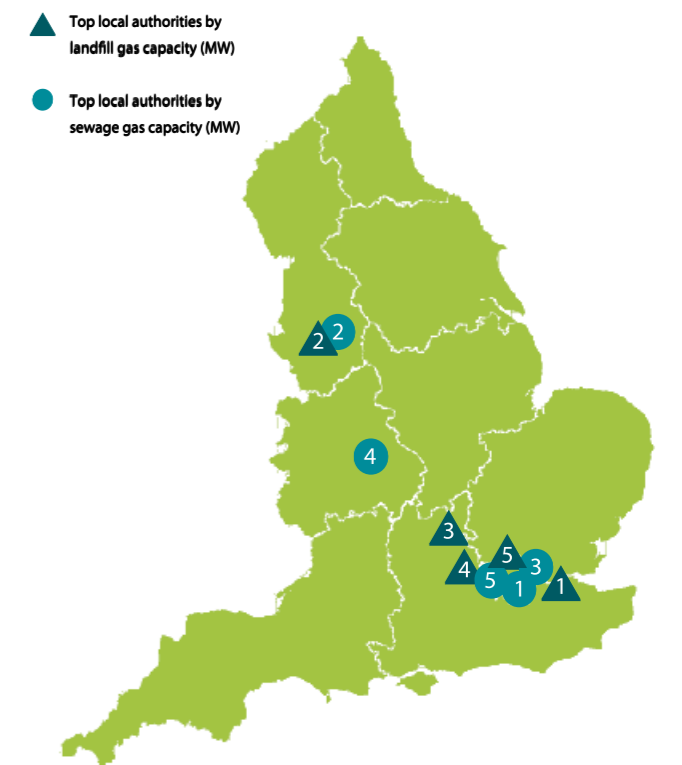 Top local authorities by
landfill gas capacity (MW)
Top local authorities by
sewage gas capacity (MW)
2
2
4
3
5
4
3
5
1
1